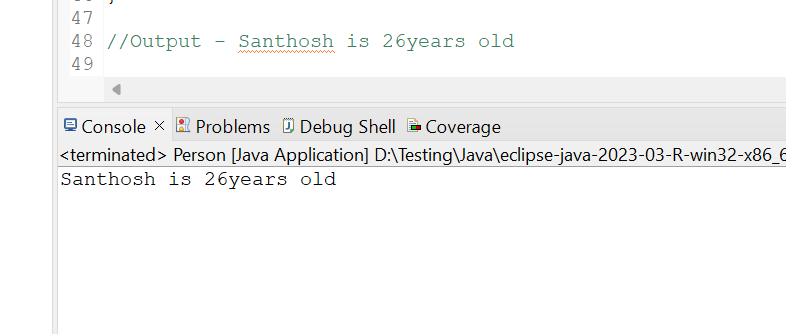 47
48 //Output - Santhosh is 26years old
49
Console Problems Debug Shell Coverage
<terminated> Person [Java Application] D:\Testing\Java\eclipse-java-2023-03-R-win32-x86_6
Santhosh is 26years old